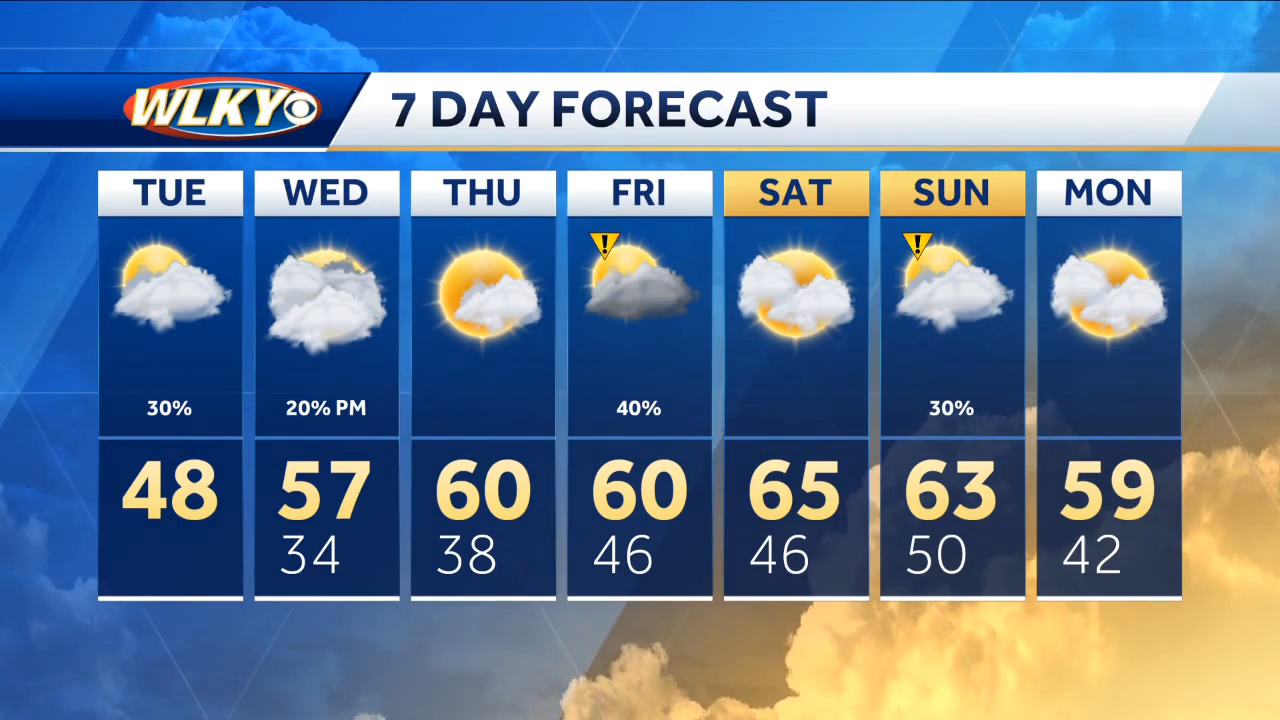 WLKY
7 DAY FORECAST
TUE WED THU FRI SAT SUN MON
! !
30% 20% PM 40% 30%
48 57 60 60 65 63 59
34 38 46 46 50 42